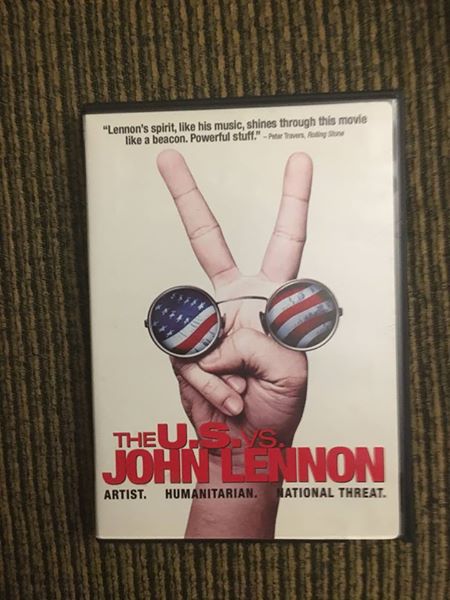 "Lennon's spirit, like his music, shines through this movie
like a beacon. Powerful stuff." – Peter Travers, Rolling Stone
THE U.S. VS.
JOHN LENNON
ARTIST. HUMANITARIAN. NATIONAL THREAT.